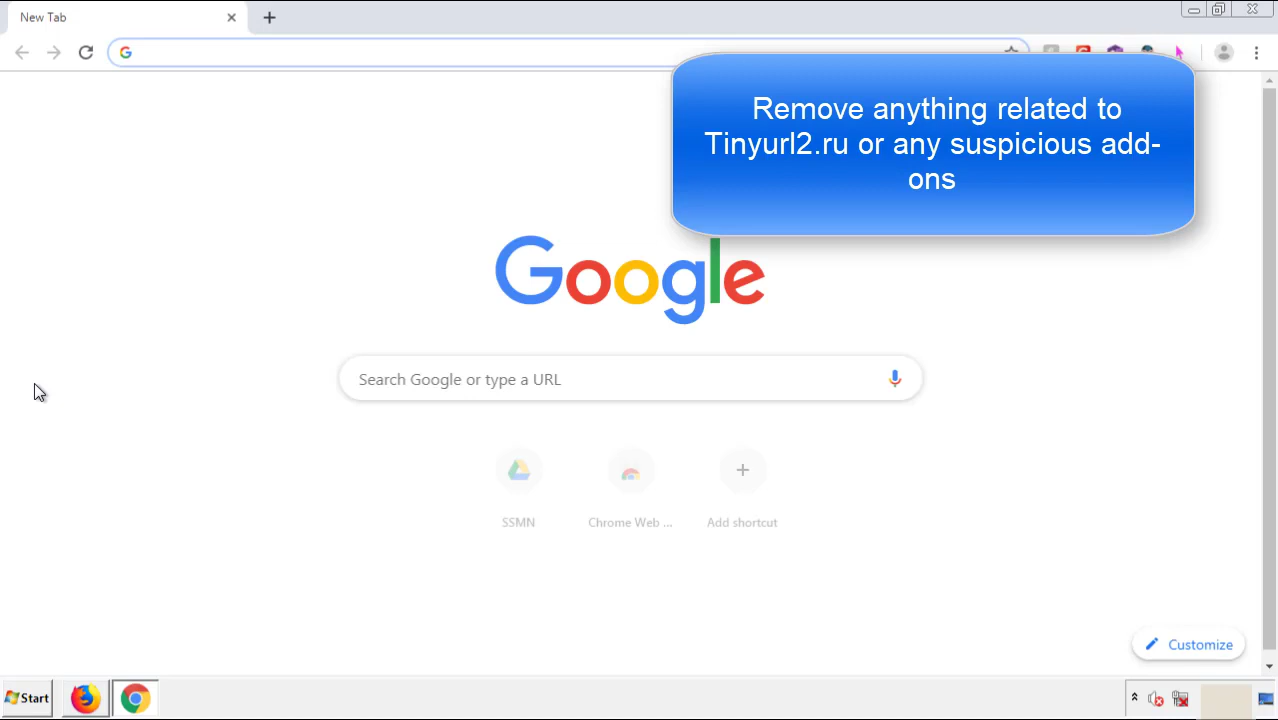 New Tab
Remove anything related to
Tinyurl2.ru or any suspicious add-
ons
Google
Search Google or type a URL
SSMN
Chrome Web ...
Add shortcut
Customize
Start